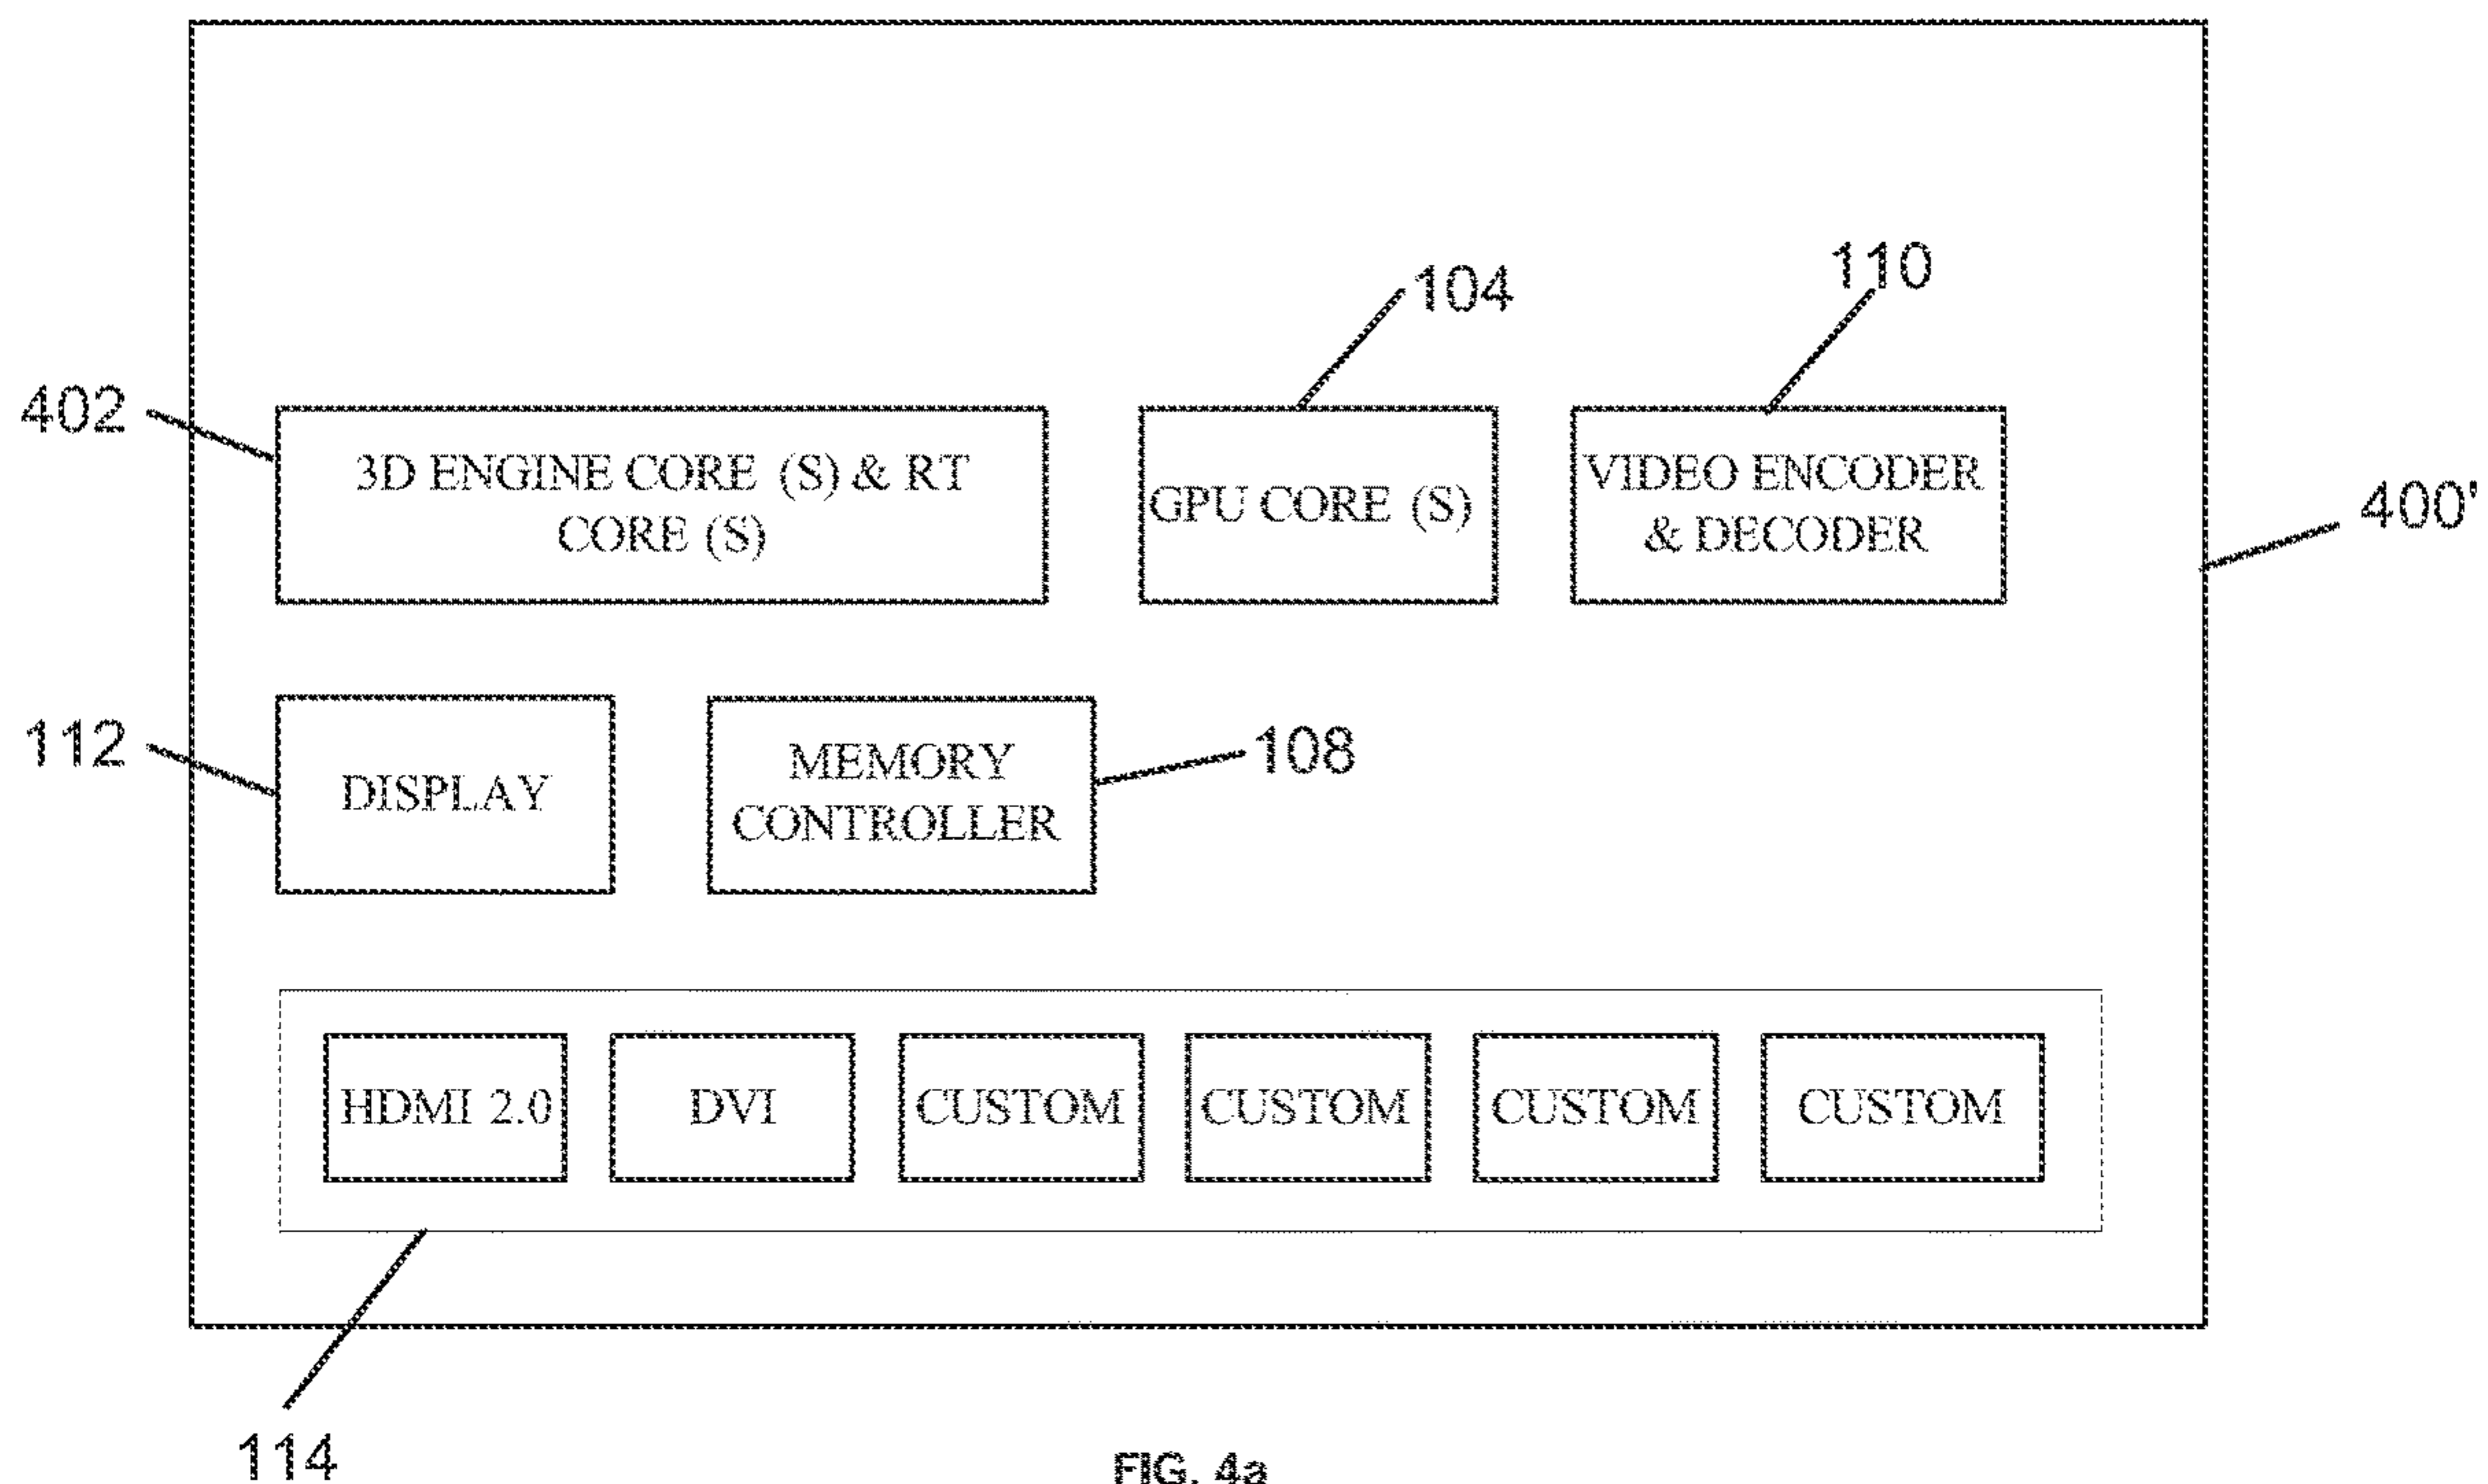 110
104
402
3D ENGINE CORE (S) & RT
CORE (S)
GPU CORE (S)
VIDEO ENCODER
& DECODER
400'
112
DISPLAY
MEMORY
CONTROLLER
108
HDMI 2.0
DVI
CUSTOM
CUSTOM
CUSTOM
CUSTOM
114
FIG. 4a